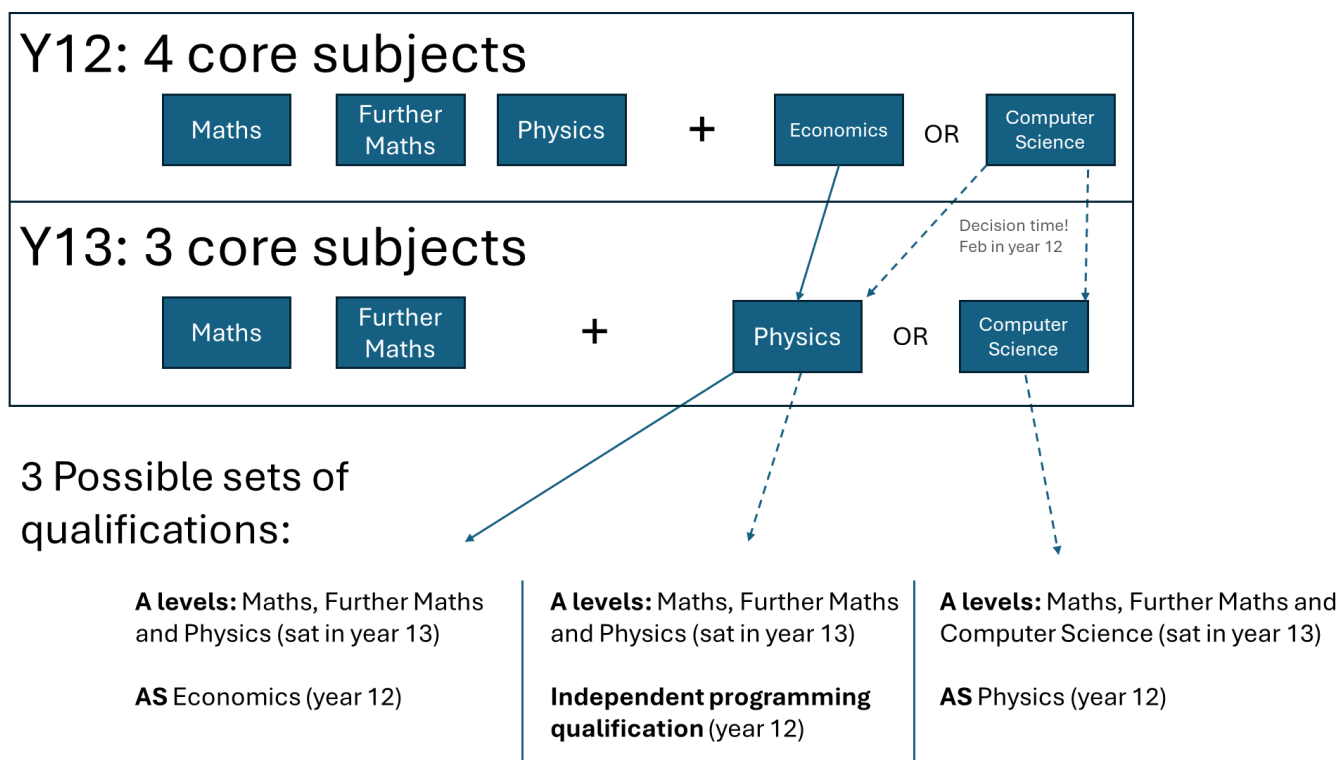 Y12: 4 core subjects
Maths
Further
Maths
Physics
+
Economics
OR
Computer
Science
Decision time!
Feb in year 12
Y13: 3 core subjects
Maths
Further
Maths
+
Physics
OR
Computer
Science
3 Possible sets of
qualifications:
A levels: Maths, Further Maths
and Physics (sat in year 13)
AS Economics (year 12)
A levels: Maths, Further Maths
and Physics (sat in year 13)
Independent programming
qualification (year 12)
A levels: Maths, Further Maths and
Computer Science (sat in year 13)
AS Physics (year 12)